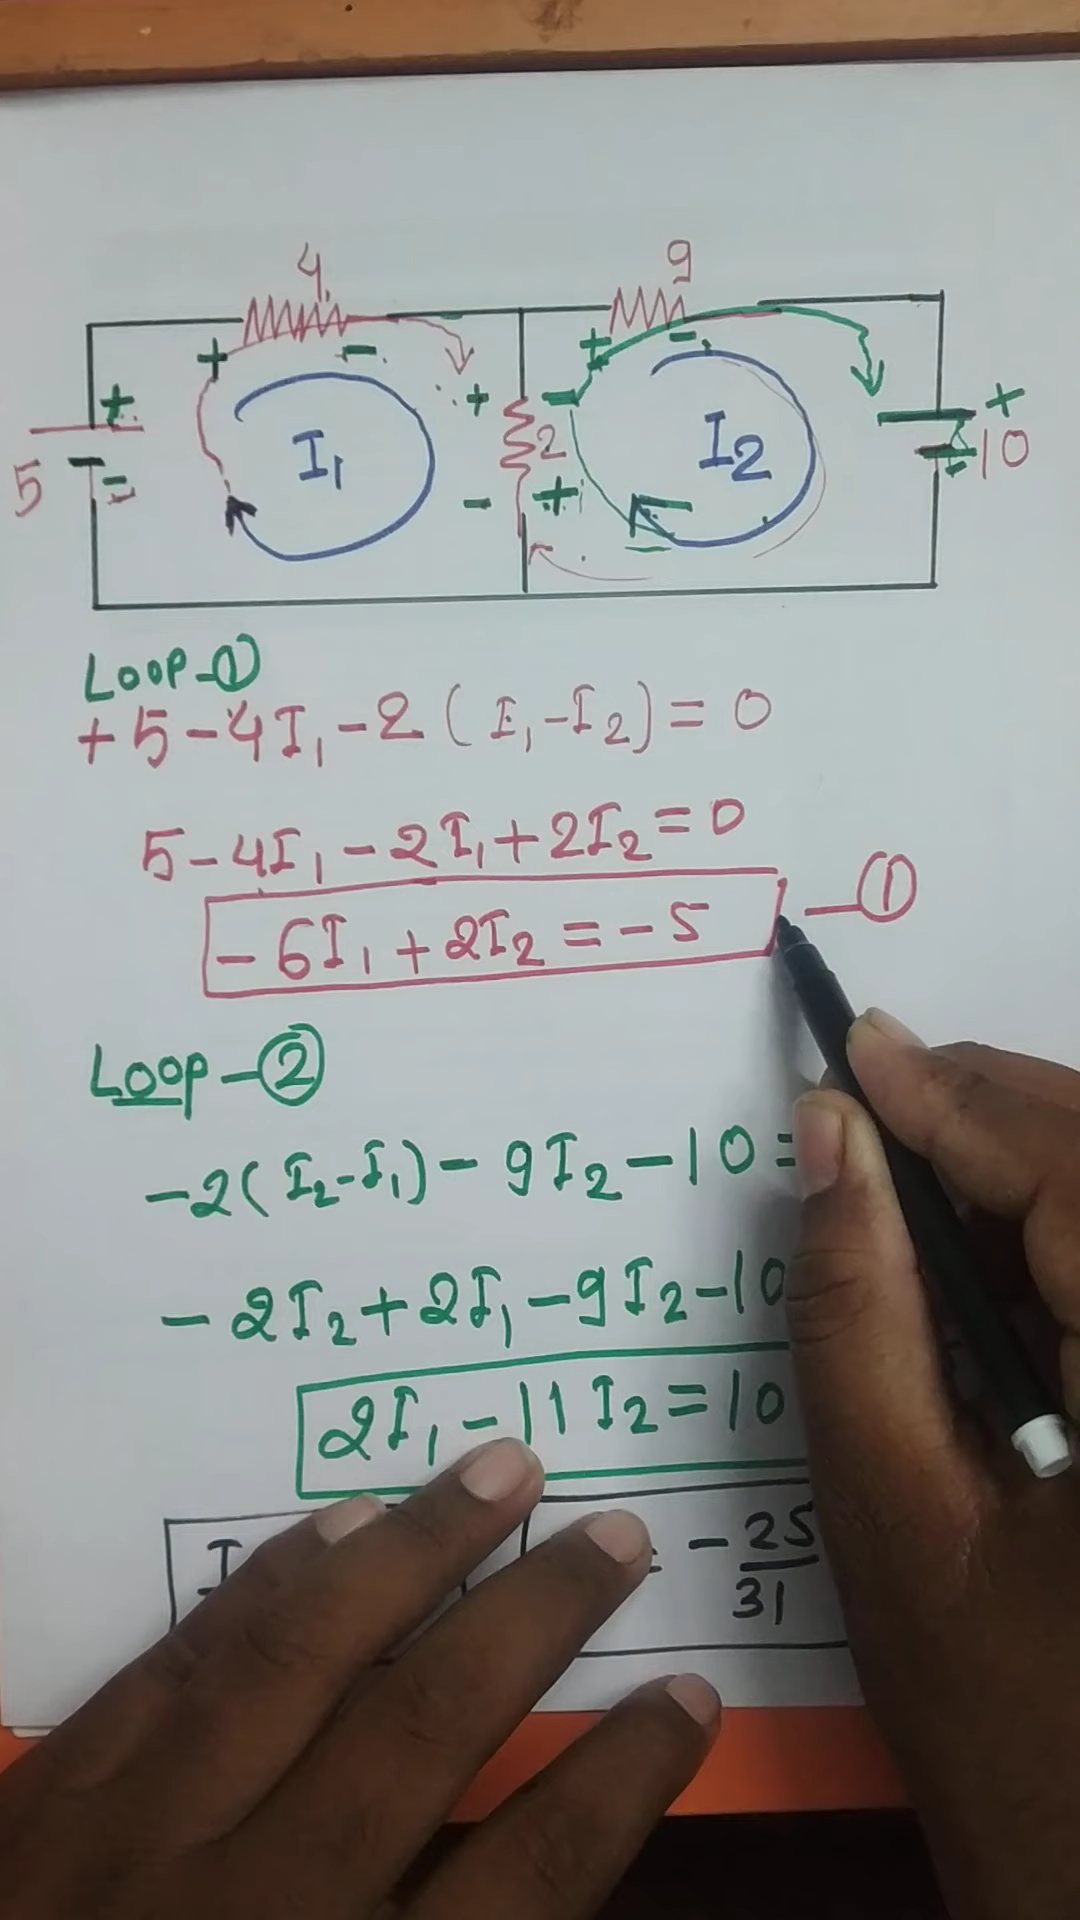 4 9
+ - + -
+ + - +
5 - I₁ 2 I₂ 10
- + -
LOOP-①
+5-4I₁-2(I₁-I₂)=0
5-4I₁-2I₁+2I₂=0
-6I₁+2I₂=-5 —①
LOOP-②
-2(I₂-I₁)-9I₂-10=
-2I₂+2I₁-9I₂-10
2I₁-11I₂=10
I = -25/31